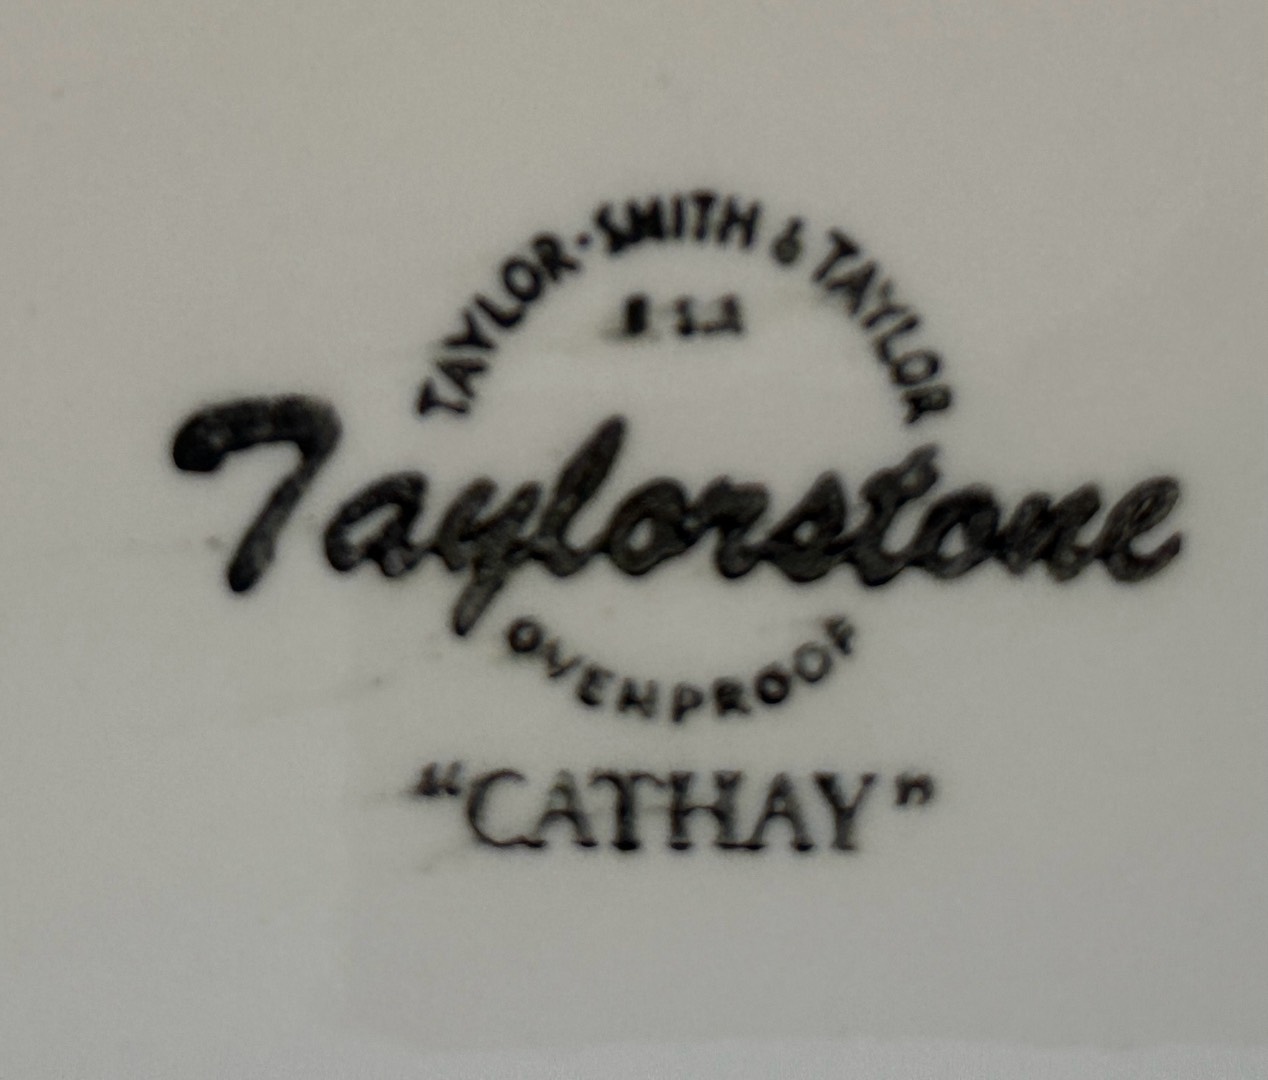 TAYLOR·SMITH & TAYLOR
U.S.A
Taylorstone
OVENPROOF
“CATHAY”